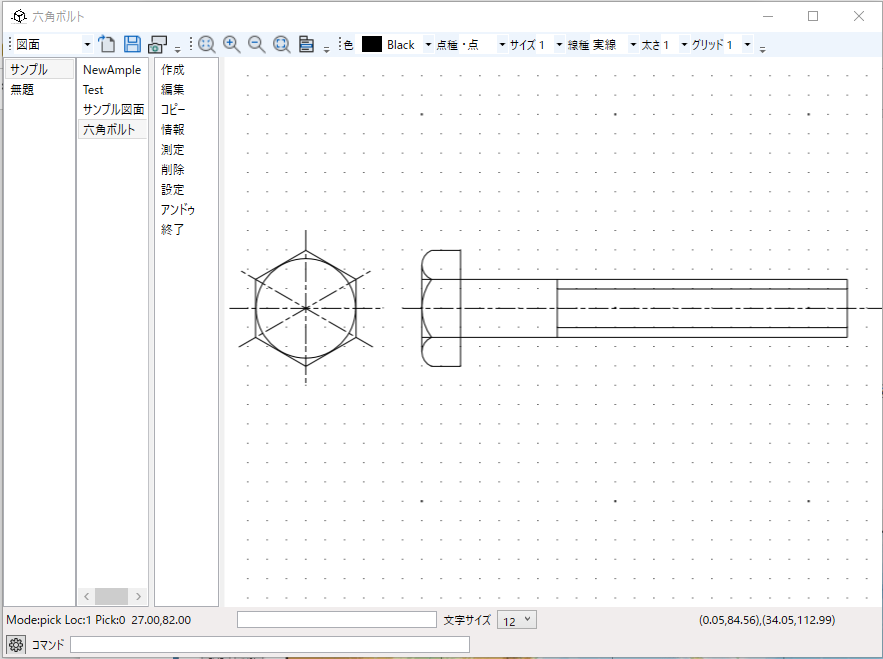 六角ボルト
図面 色 Black 点種・点 サイズ 1 線種 実線 太さ 1 グリッド 1
サンプル
無題
NewAmple
Test
サンプル図面
六角ボルト
作成
編集
コピー
情報
測定
削除
設定
アンドゥ
終了
Mode:pick Loc:1 Pick:0 27.00,82.00 文字サイズ 12 (0.05,84.56),(34.05,112.99)
コマンド